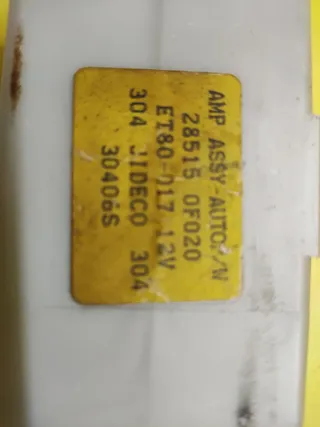 AMP ASSY-AUTO.P/W
28515 0F020
ET80-017 12V
304 JIDECO 304
30406S